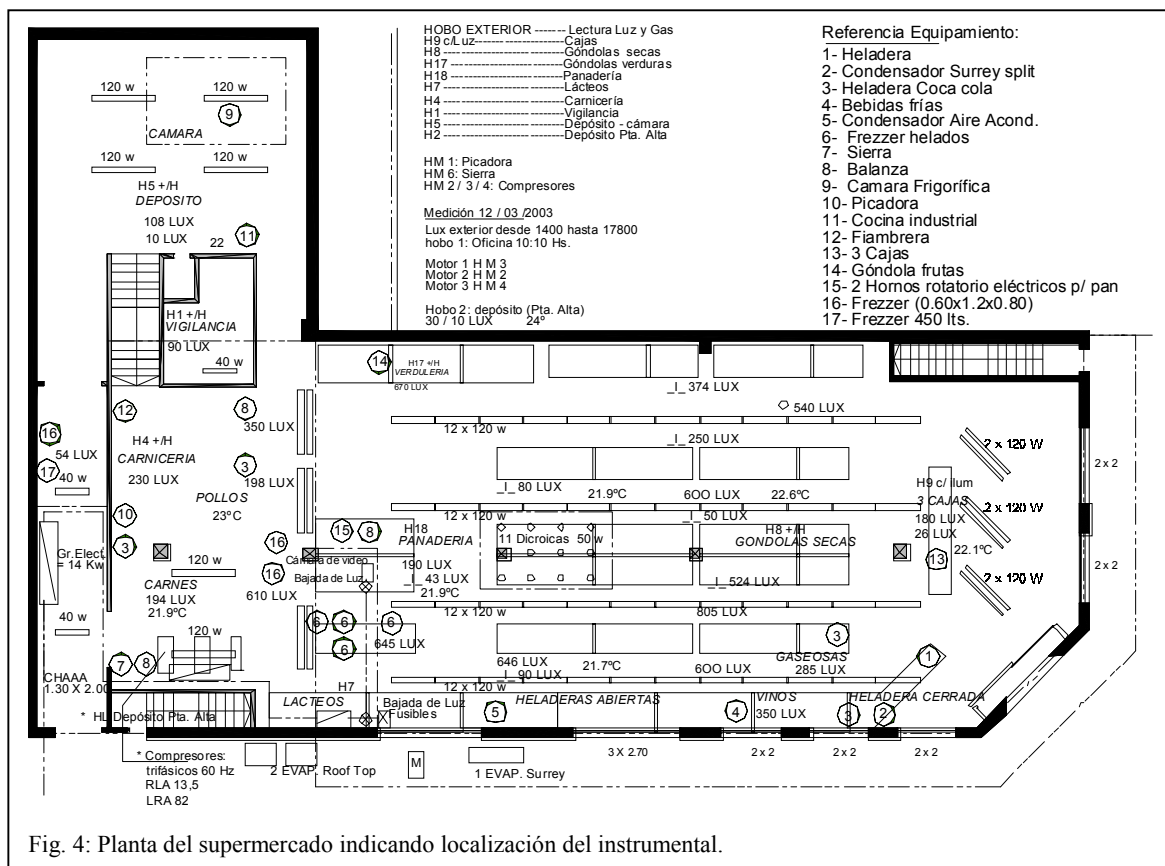 HOBO EXTERIOR ------- Lectura Luz y Gas
H9 c/Luz--------------------Cajas
H8 ----------------------------Góndolas secas
H17 --------------------------Góndolas verduras
H18 --------------------------Panadería
H7 ----------------------------Lácteos
H4 ----------------------------Carnicería
H1 ----------------------------Vigilancia
H5 ----------------------------Depósito - cámara
H2 ----------------------------Depósito Pta. Alta
HM 1: Picadora
HM 6: Sierra
HM 2 / 3 / 4: Compresores
Medición 12 / 03 /2003
Lux exterior desde 1400 hasta 17800
hobo 1: Oficina 10:10 Hs.
Motor 1 H M 3
Motor 2 H M 2
Motor 3 H M 4
Hobo 2: depósito (Pta. Alta)
30 / 10 LUX 24º
Referencia Equipamiento:
1- Heladera
2- Condensador Surrey split
3- Heladera Coca cola
4- Bebidas frías
5- Condensador Aire Acond.
6- Frezzer helados
7- Sierra
8- Balanza
9- Camara Frigorífica
10- Picadora
11- Cocina industrial
12- Fiambrera
13- 3 Cajas
14- Góndola frutas
15- 2 Hornos rotatorio eléctricos p/ pan
16- Frezzer (0.60x1.2x0.80)
17- Frezzer 450 lts.
120 w
120 w
9
CAMARA
120 w
120 w
H5 +/H
DEPOSITO
108 LUX
10 LUX
22
11
H1 +/H
VIGILANCIA
90 LUX
40 w
14
H17 +/H
VERDULERIA
670 LUX
_I_ 374 LUX
540 LUX
12 x 120 w
_I_ 250 LUX
2 x 120 W
2 x 2
12
8
350 LUX
16
54 LUX
17
40 w
H4 +/H
CARNICERIA
230 LUX
3
198 LUX
POLLOS
23ºC
_I_ 80 LUX
21.9ºC
600 LUX
22.6ºC
H9 c/ ilum
3 CAJAS
180 LUX
26 LUX
22.1ºC
13
2 x 120 W
12 x 120 w
_I_ 50 LUX
10
3
16
16
610 LUX
15
8
H18
PANADERIA
190 LUX
_I_ 43 LUX
21.9ºC
11 Dicroicas 50 w
H8 +/H
GONDOLAS SECAS
_I_ 524 LUX
2 x 120 W
2 x 2
Cámara de video
Bajada de Luz
Gr.Elect.
= 14 Kw
120 w
CARNES
194 LUX
21.9ºC
40 w
120 w
12 x 120 w
805 LUX
6
6
6
6
645 LUX
3
646 LUX
21.7ºC
600 LUX
GASEOSAS
285 LUX
1
_I_ 90 LUX
12 x 120 w
7
8
CHAAA
1.30 X 2.00
* HL Depósito Pta. Alta
H7
LACTEOS
Bajada de Luz
Fusibles
5
HELADERAS ABIERTAS
4
VINOS
350 LUX
HELADERA CERRADA
3
2
* Compresores:
trifásicos 60 Hz
RLA 13,5
LRA 82
2 EVAP. Roof Top
M
1 EVAP. Surrey
3 X 2.70
2 x 2
2 x 2
2 x 2
Fig. 4: Planta del supermercado indicando localización del instrumental.